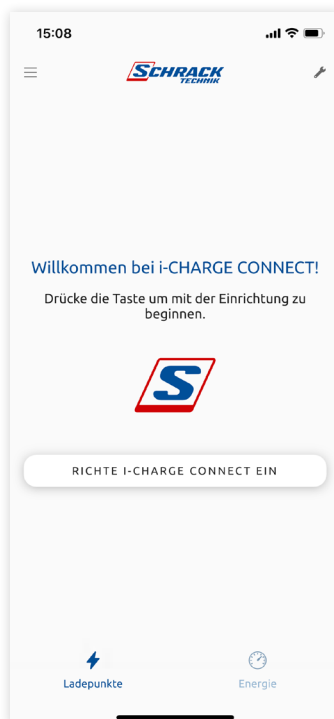 15:08
SCHRACK
TECHNIK
Willkommen bei i-CHARGE CONNECT!
Drücke die Taste um mit der Einrichtung zu
beginnen.
S
RICHTE I-CHARGE CONNECT EIN
Ladepunkte
Energie